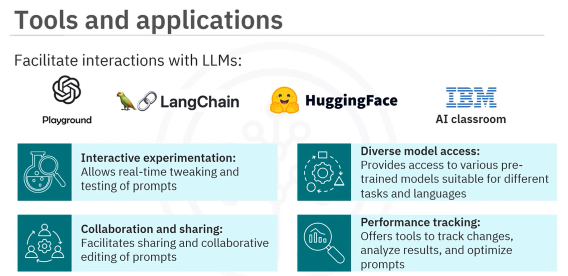 Tools and applications
Facilitate interactions with LLMs:
Playground
LangChain
HuggingFace
IBM
AI classroom
Interactive experimentation:
Allows real-time tweaking and
testing of prompts
Diverse model access:
Provides access to various pre-
trained models suitable for different
tasks and languages
Collaboration and sharing:
Facilitates sharing and collaborative
editing of prompts
Performance tracking:
Offers tools to track changes,
analyze results, and optimize
prompts